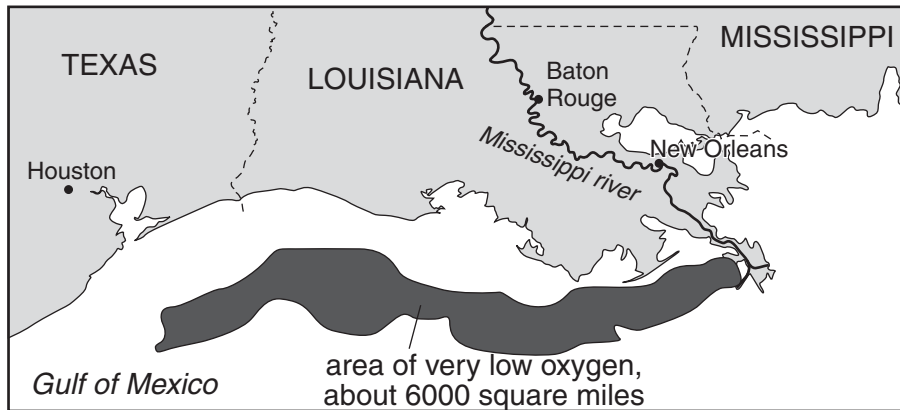 MISSISSIPPI
TEXAS
LOUISIANA
Baton
Rouge
New Orleans
Mississippi river
Houston
area of very low oxygen,
about 6000 square miles
Gulf of Mexico